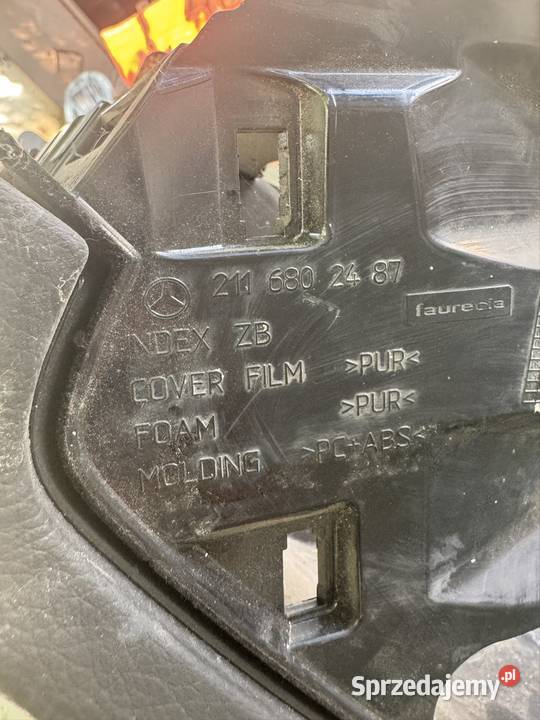 211 680 24 87
faurecia
NDEX ZB
COVER FILM >PUR<
FOAM >PUR<
MOLDING >PC+ABS<
Sprzedajemy.pl